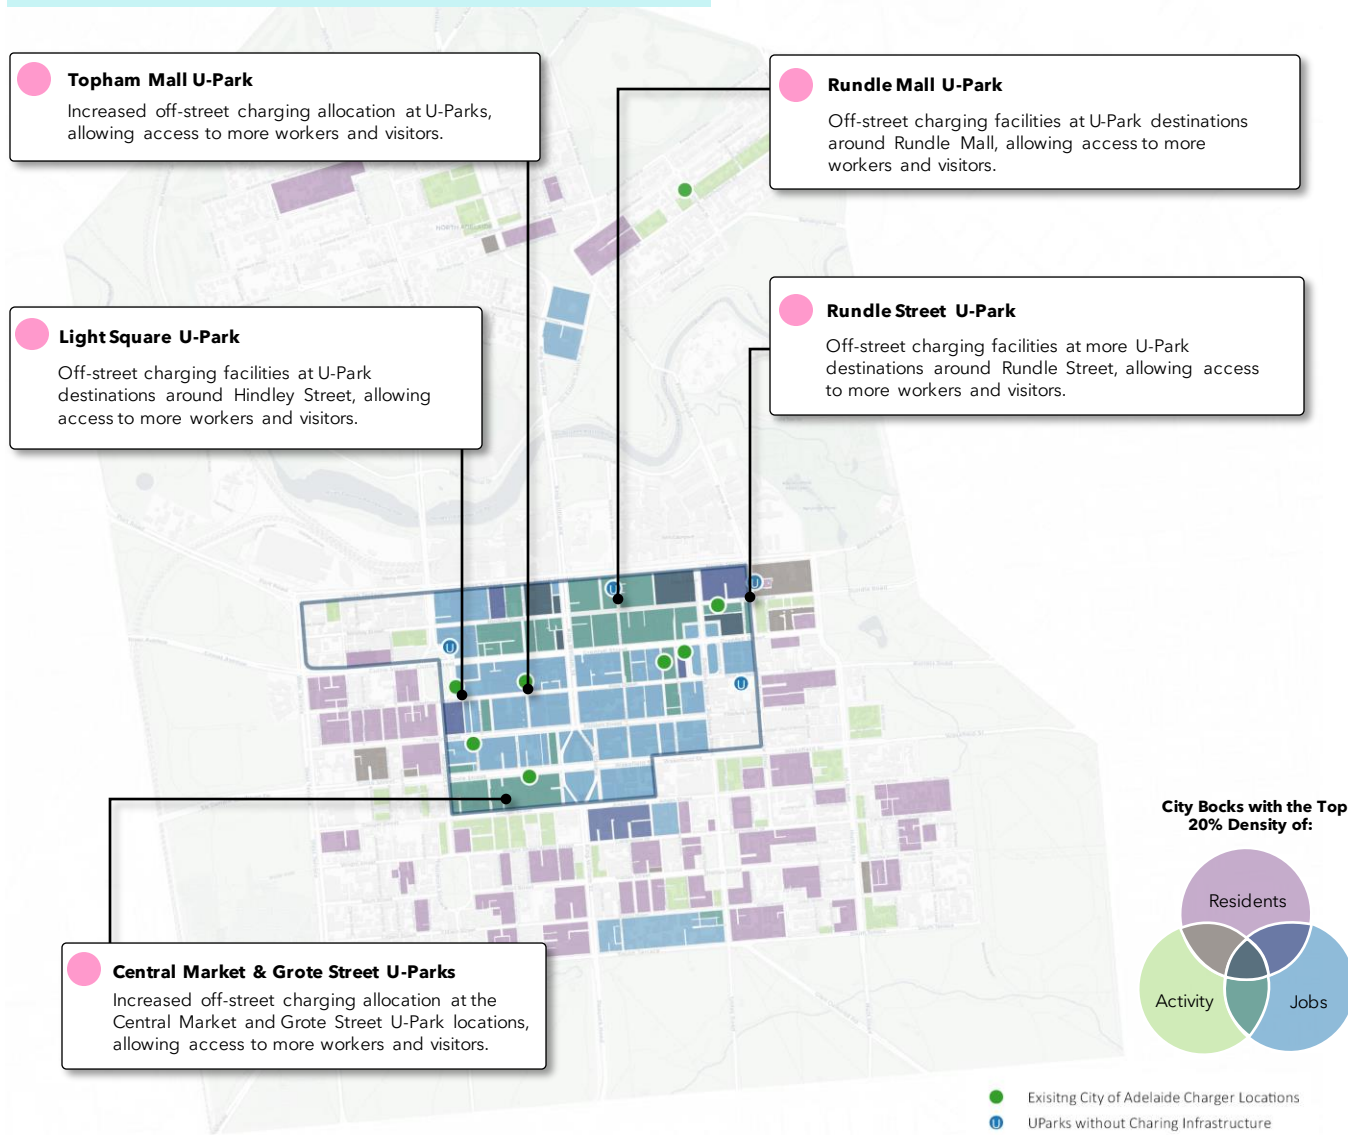 Topham Mall U-Park
Increased off-street charging allocation at U-Parks,
allowing access to more workers and visitors.
Rundle Mall U-Park
Off-street charging facilities at U-Park destinations
around Rundle Mall, allowing access to more
workers and visitors.
Light Square U-Park
Off-street charging facilities at U-Park
destinations around Hindley Street, allowing
access to more workers and visitors.
Rundle Street U-Park
Off-street charging facilities at more U-Park
destinations around Rundle Street, allowing access
to more workers and visitors.
Central Market & Grote Street U-Parks
Increased off-street charging allocation at the
Central Market and Grote Street U-Park locations,
allowing access to more workers and visitors.
City Bocks with the Top
20% Density of:
Residents
Activity
Jobs
Exisitng City of Adelaide Charger Locations
U
UParks without Charing Infrastructure